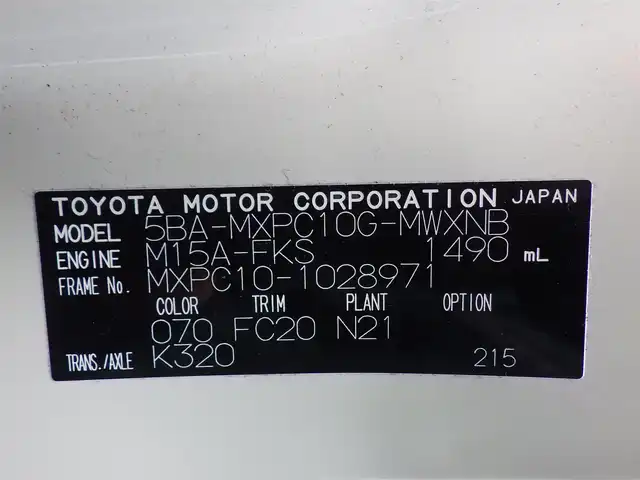 TOYOTA MOTOR CORPORATION JAPAN
MODEL 5BA-MXPC10G-MWXNB
ENGINE M15A-FKS 1490 mL
FRAME No. MXPC10-1028971
COLOR TRIM PLANT OPTION
070 FC20 N21
TRANS./AXLE K320 215